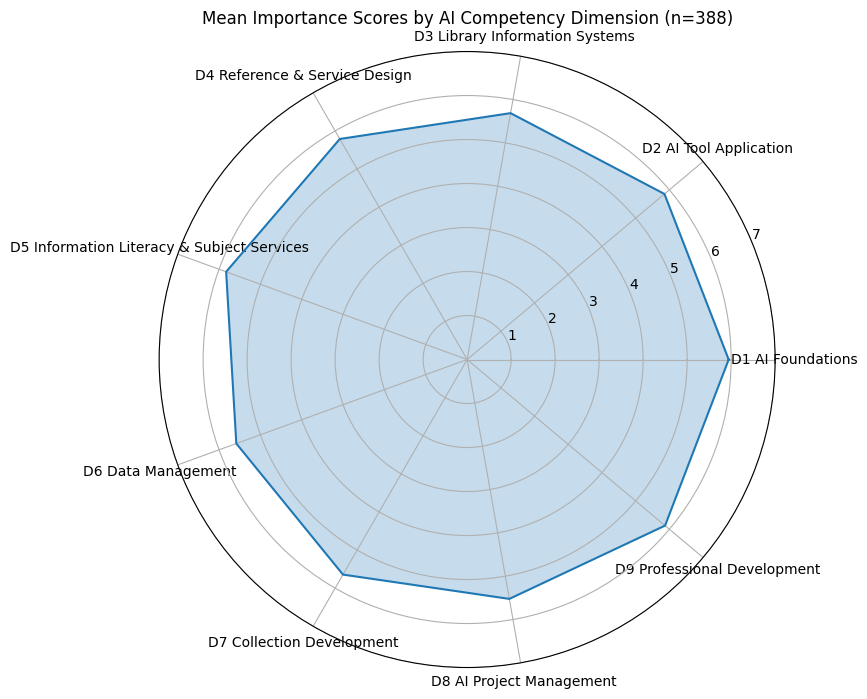 Mean Importance Scores by AI Competency Dimension (n=388)
D3 Library Information Systems
D4 Reference & Service Design
D2 AI Tool Application
D5 Information Literacy & Subject Services
7
6
5
4
3
2
1
D1 AI Foundations
D6 Data Management
D9 Professional Development
D7 Collection Development
D8 AI Project Management